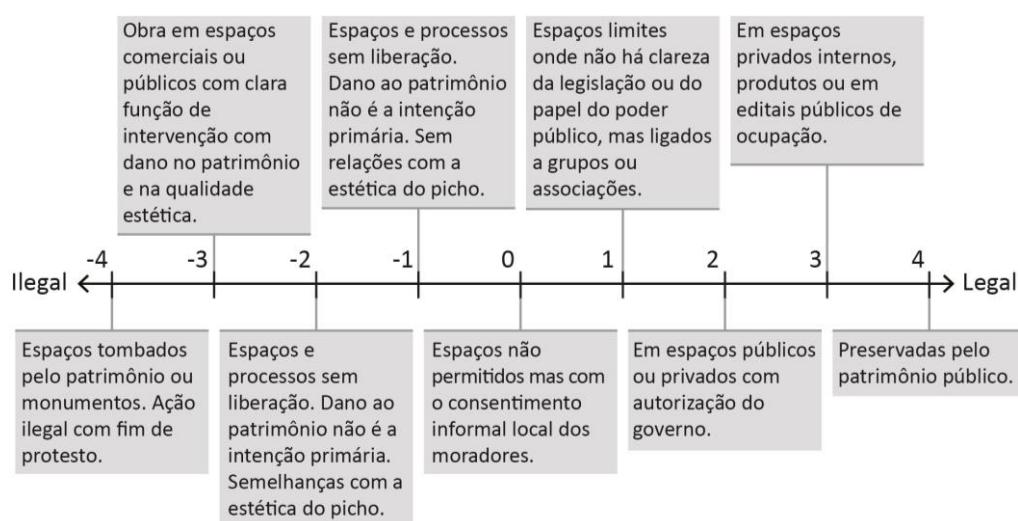 Obra em espaços
comerciais ou
públicos com clara
função de
intervenção com
dano no patrimônio
e na qualidade
estética.
Espaços e processos
sem liberação.
Dano ao patrimônio
não é a intenção
primária. Sem
relações com a
estética do picho.
Espaços limites
onde não há clareza
da legislação ou do
papel do poder
público, mas ligados
a grupos ou
associações.
Em espaços
privados internos,
produtos ou em
editais públicos de
ocupação.
-4 -3 -2 -1 0 1 2 3 4
Ilegal Legal
Espaços tombados
pelo patrimônio ou
monumentos. Ação
ilegal com fim de
protesto.
Espaços e
processos sem
liberação. Dano ao
patrimônio não é a
intenção primária.
Semelhanças com a
estética do picho.
Espaços não
permitidos mas com
o consentimento
informal local dos
moradores.
Em espaços públicos
ou privados com
autorização do
governo.
Preservadas pelo
patrimônio público.